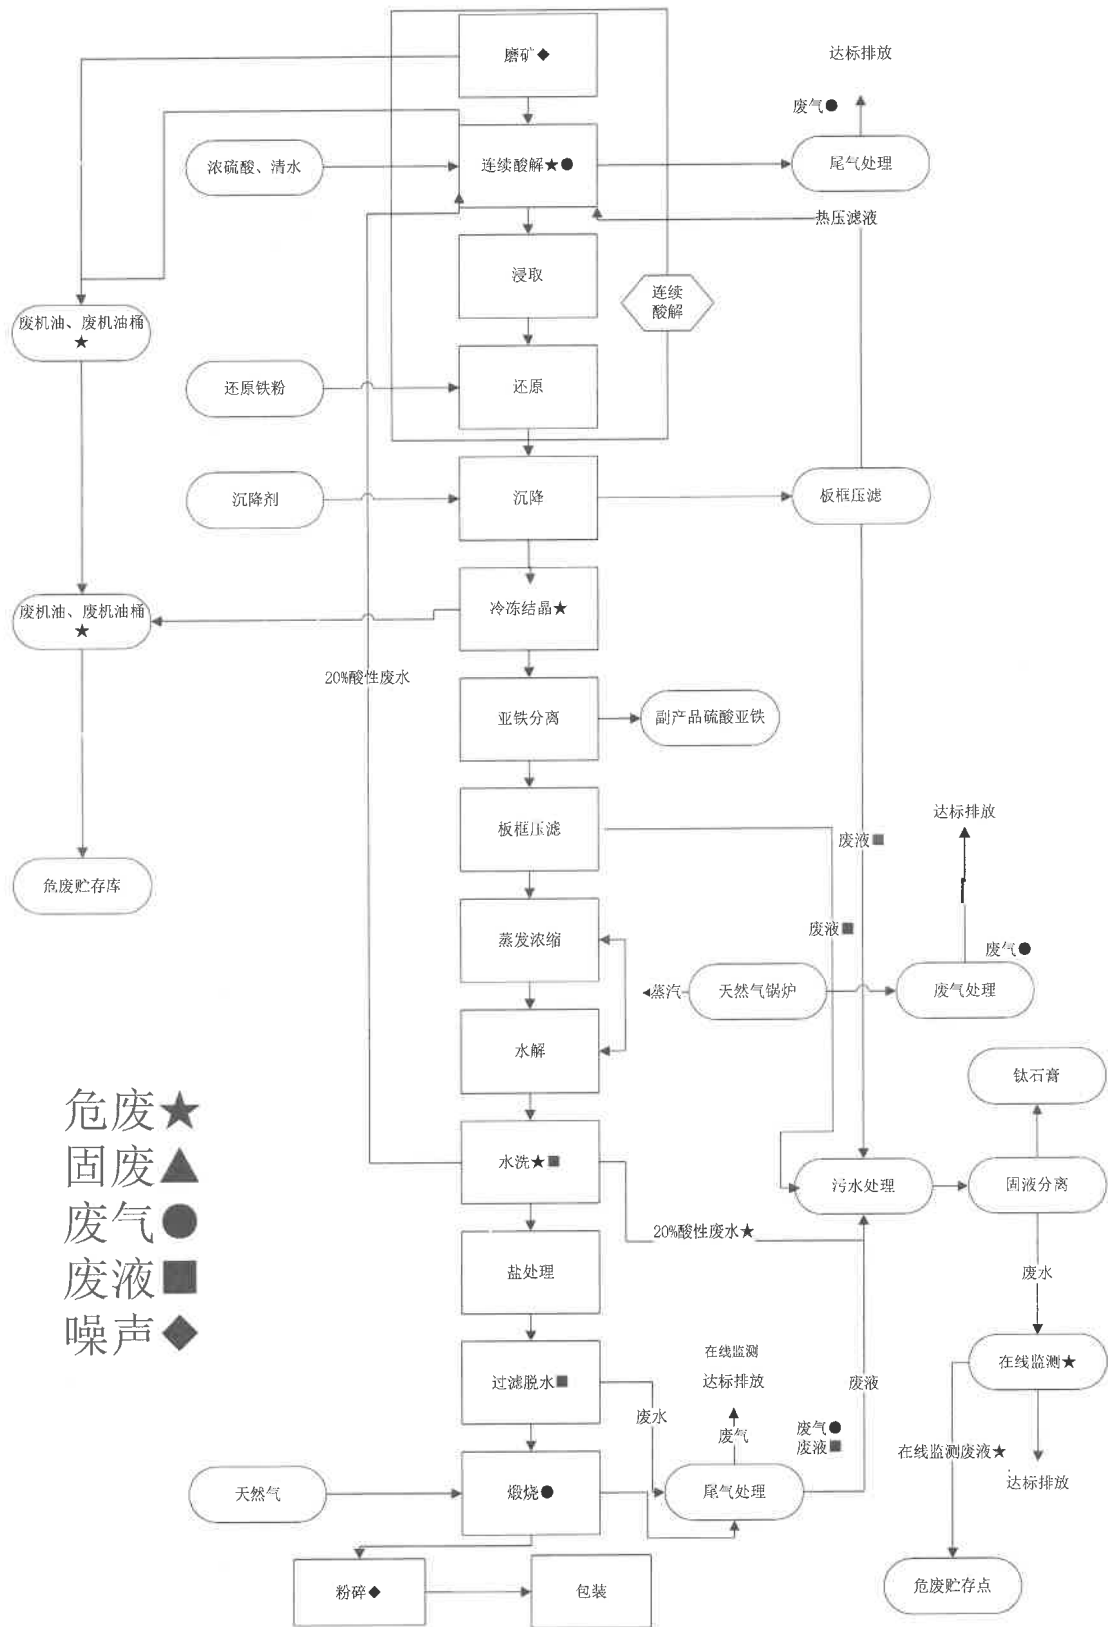 磨矿◆
达标排放
废气●
浓硫酸、清水
连续酸解★●
尾气处理
热压滤液
浸取
连续
酸解
废机油、废机油桶
★
还原铁粉
还原
沉降剂
沉降
板框压滤
冷冻结晶★
废机油、废机油桶
★
20%酸性废水
亚铁分离
副产品硫酸亚铁
板框压滤
达标排放
废液■
危废贮存库
废液■
蒸发浓缩
废气●
蒸汽
天然气锅炉
废气处理
水解
钛石膏
危废★
固废▲
废气●
废液■
噪声◆
水洗★■
污水处理
固液分离
20%酸性废水★
盐处理
废水
在线监测
在线监测★
过滤脱水■
达标排放
废液
废水
废气
废气●
废液■
在线监测废液★
达标排放
天然气
煅烧●
尾气处理
粉碎◆
包装
危废贮存点